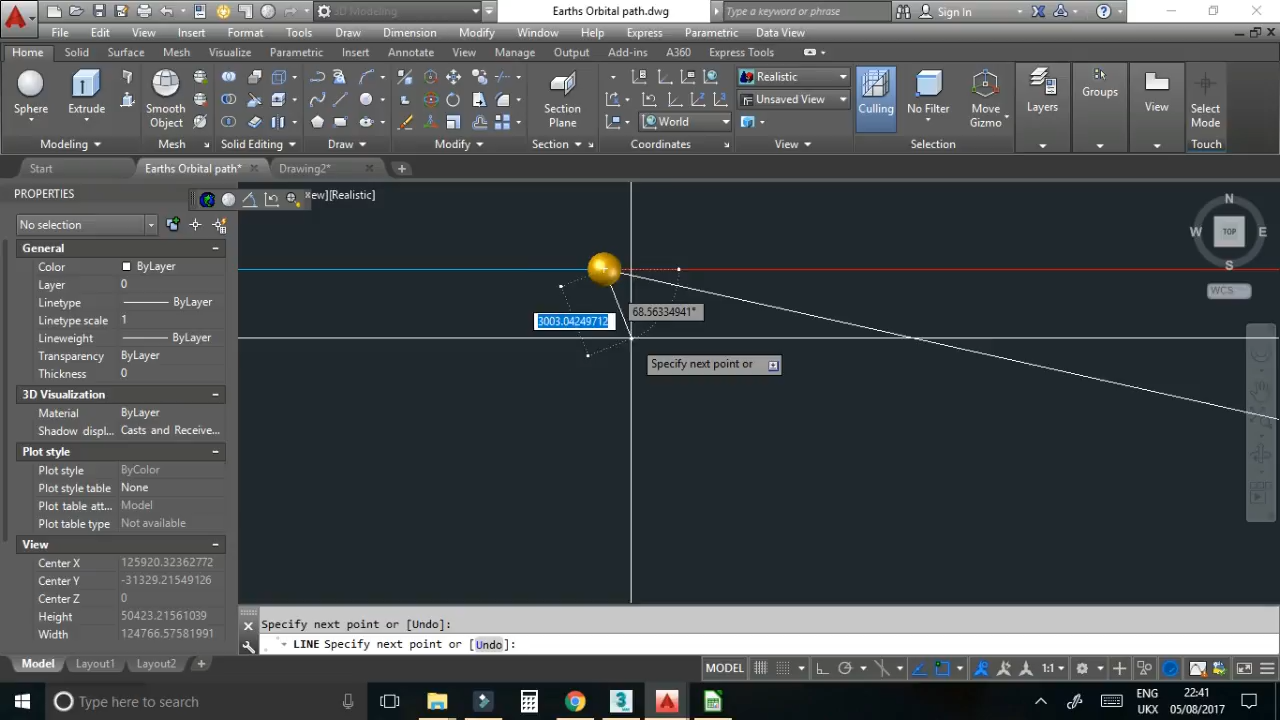 3D Modeling
Earths Orbital path.dwg
Type a keyword or phrase
Sign In
File
Edit
View
Insert
Format
Tools
Draw
Dimension
Modify
Window
Help
Express
Parametric
Data View
Home
Solid
Surface
Mesh
Visualize
Parametric
Insert
Annotate
View
Manage
Output
Add-ins
A360
Express Tools
Sphere
Extrude
Smooth
Object
Section
Plane
Realistic
Unsaved View
World
Culling
No Filter
Move
Gizmo
Layers
Groups
View
Select
Mode
Modeling
Mesh
Solid Editing
Draw
Modify
Section
Coordinates
View
Selection
Touch
Start
Earths Orbital path*
Drawing2*
PROPERTIES
ew][Realistic]
No selection
General
Color ByLayer
Layer 0
Linetype ByLayer
Linetype scale 1
Lineweight ByLayer
Transparency ByLayer
Thickness 0
3D Visualization
Material ByLayer
Shadow displ... Casts and Receive...
Plot style
Plot style ByColor
Plot style table None
Plot table att... Model
Plot table type Not available
View
Center X 125920.32362772
Center Y -31329.21549126
Center Z 0
Height 50423.21561039
Width 124766.57581991
N
W TOP E
S
WCS
68.56334941°
3003.04249712
Specify next point or
Specify next point or [Undo]:
LINE Specify next point or [Undo]:
Model
Layout1
Layout2
MODEL
1:1
Type here to search
ENG
UKX
22:41
05/08/2017